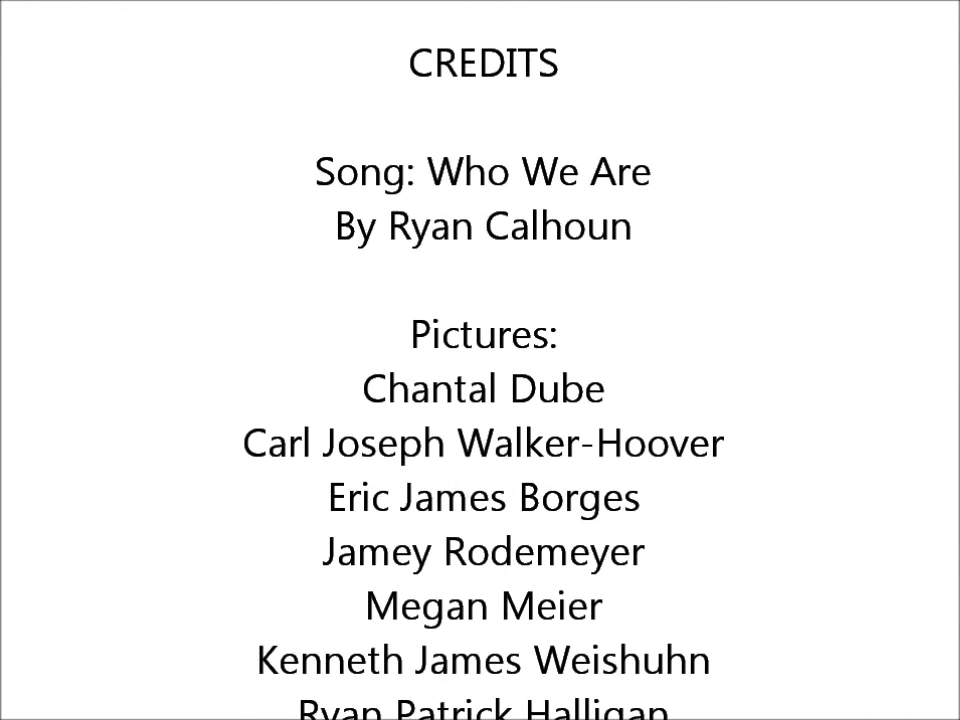 CREDITS
Song: Who We Are
By Ryan Calhoun
Pictures:
Chantal Dube
Carl Joseph Walker-Hoover
Eric James Borges
Jamey Rodemeyer
Megan Meier
Kenneth James Weishuhn
Ryan Patrick Halligan